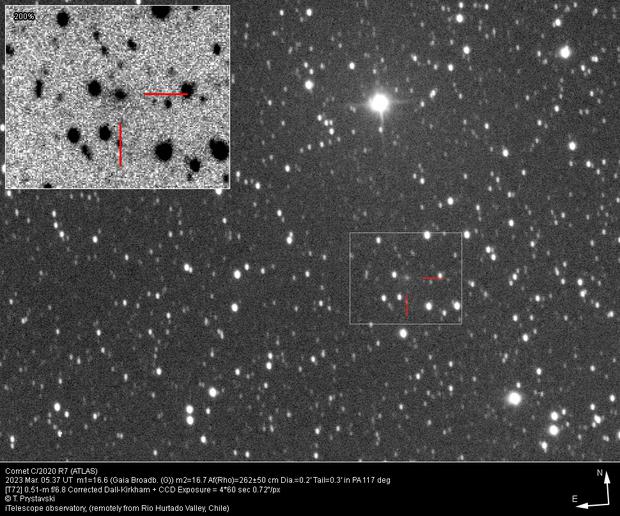 200%
Comet C/2020 R7 (ATLAS)
2023 Mar. 05.37 UT m1=16.6 (Gaia Broadb. (G)) m2=16.7 Af(Rho)=262±50 cm Dia.=0.2' Tail=0.3' in PA 117 deg
[T72] 0.51-m f/6.8 Corrected Dall-Kirkham + CCD Exposure = 4*60 sec 0.72"/px
© T. Prystavski
iTelescope observatory, (remotely from Rio Hurtado Valley, Chile)
N
E